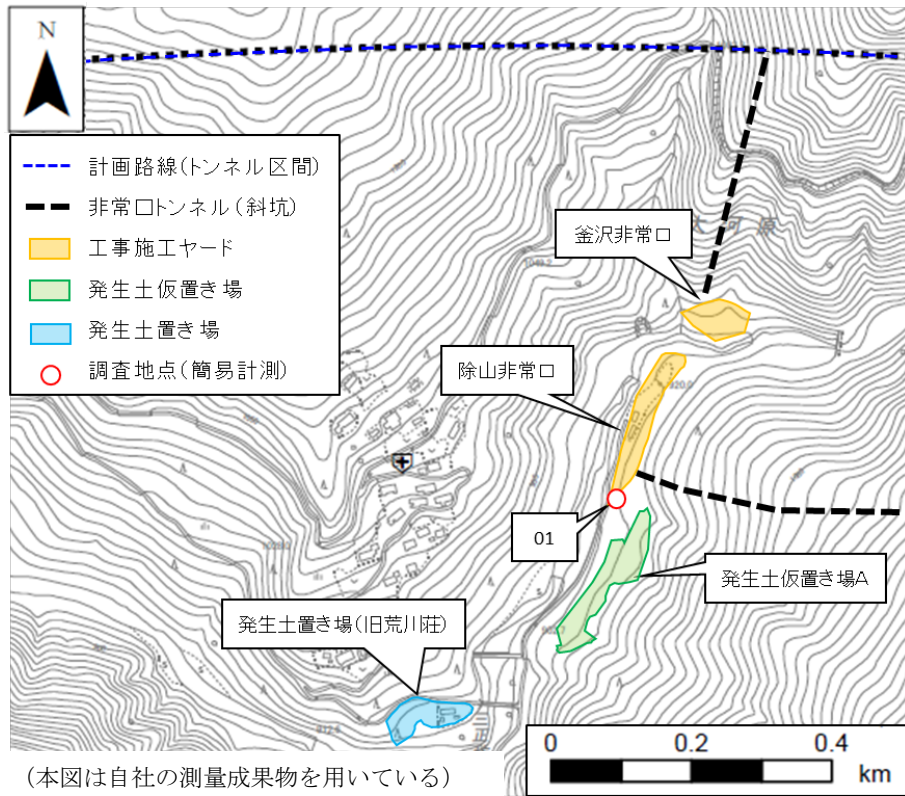 N
計画路線(トンネル区間)
非常口トンネル(斜坑)
工事施工ヤード
発生土仮置き場
発生土置き場
調査地点(簡易計測)
釜沢非常口
大河原
除山非常口
920.0
01
発生土仮置き場A
発生土置き場(旧荒川荘)
0 0.2 0.4
km
(本図は自社の測量成果物を用いている)